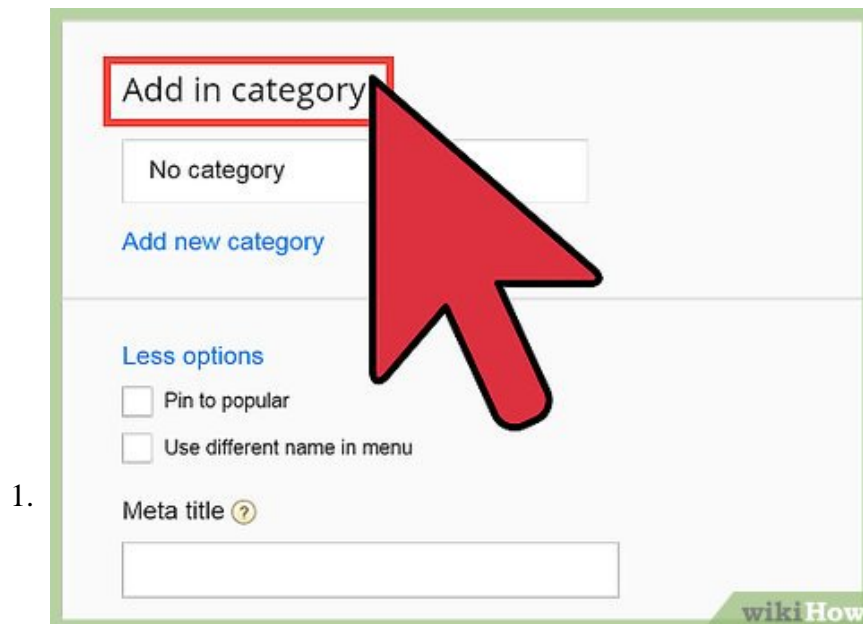 Add in category
No category
Add new category
Less options
Pin to popular
Use different name in menu
1.
Meta title ?
wikiHow